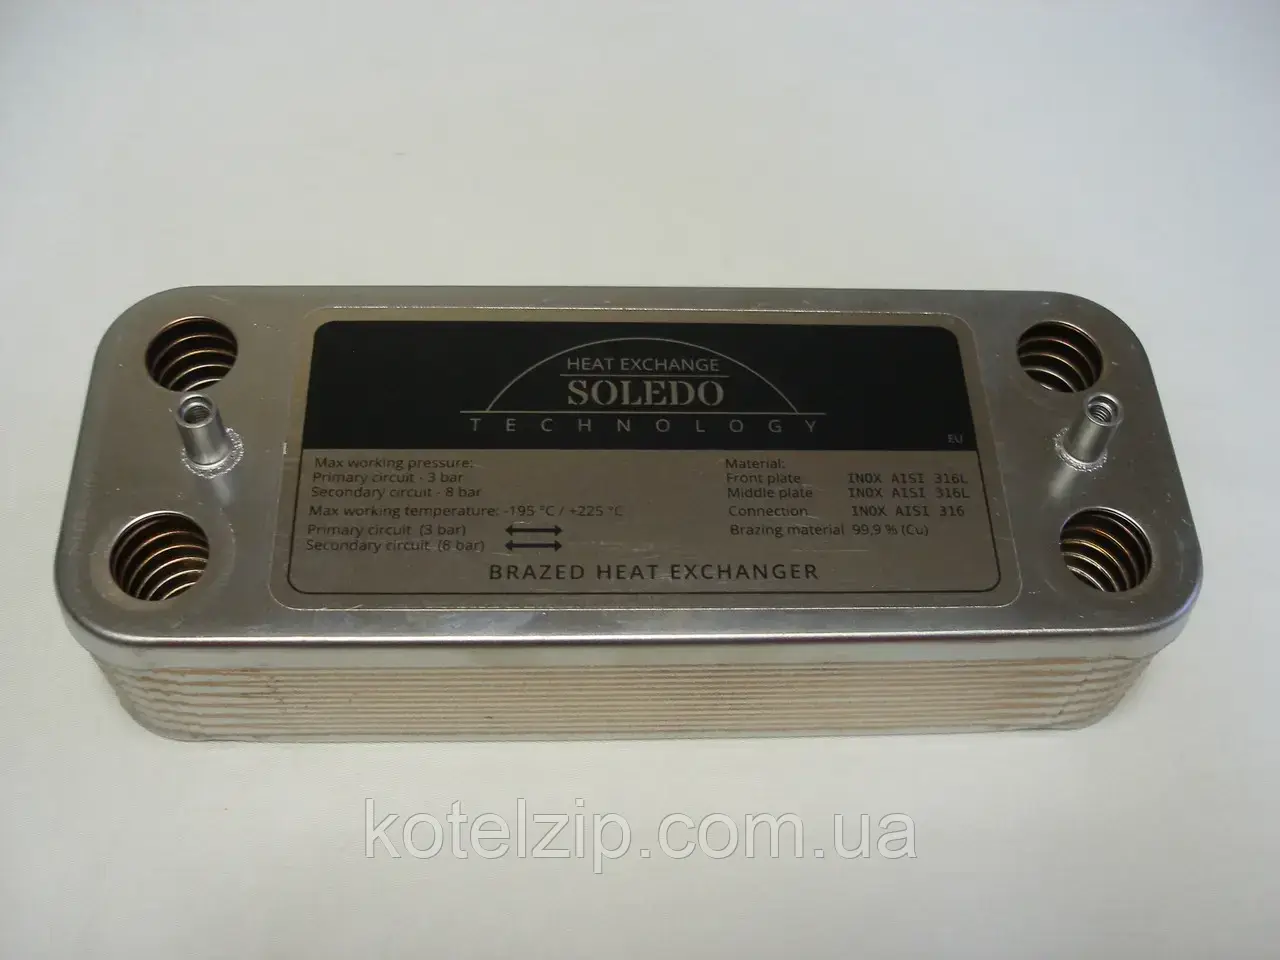 HEAT EXCHANGE
SOLEDO
TECHNOLOGY
EU
Max working pressure:
Primary circuit - 3 bar
Secondary circuit - 8 bar
Max working temperature: -195 °C / +225 °C
Primary circuit (3 bar)
Secondary circuit (8 bar)
Material:
Front plate INOX AISI 316L
Middle plate INOX AISI 316L
Connection INOX AISI 316
Brazing material 99,9 % (Cu)
BRAZED HEAT EXCHANGER
kotelzip.com.ua